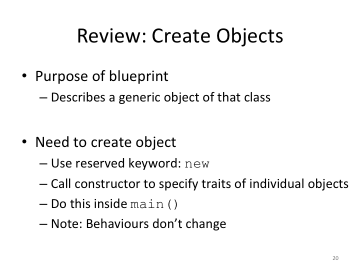 Review: Create Objects
• Purpose of blueprint
– Describes a generic object of that class
• Need to create object
– Use reserved keyword: new
– Call constructor to specify traits of individual objects
– Do this inside main()
– Note: Behaviours don't change
20